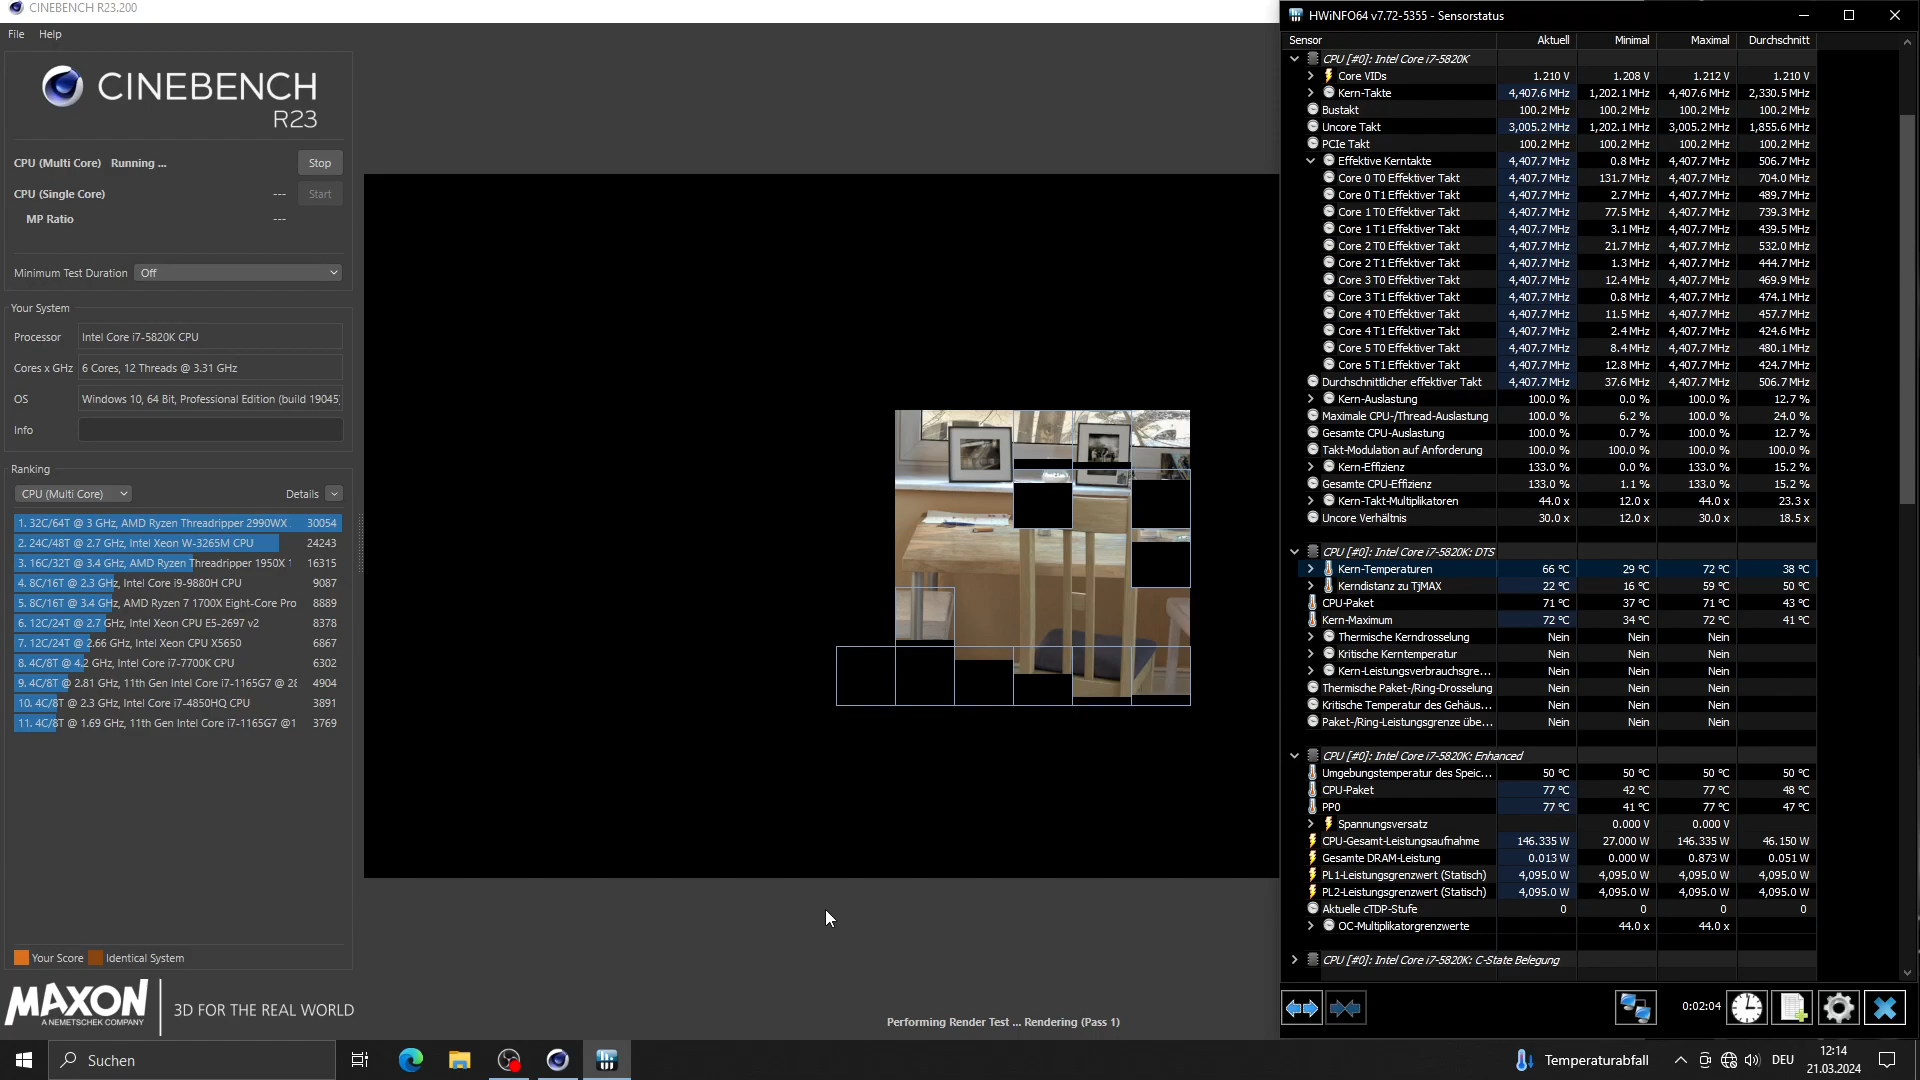 CINEBENCH R23.200
File Help
CINEBENCH
R23
CPU (Multi Core) Running ... Stop
CPU (Single Core) --- Start
MP Ratio ---
Minimum Test Duration Off
Your System
Processor Intel Core i7-5820K CPU
Cores x GHz 6 Cores, 12 Threads @ 3.31 GHz
OS Windows 10, 64 Bit, Professional Edition (build 19045)
Info
Ranking
CPU (Multi Core) Details
1. 32C/64T @ 3 GHz, AMD Ryzen Threadripper 2990WX 30054
2. 24C/48T @ 2.7 GHz, Intel Xeon W-3265M CPU 24243
3. 16C/32T @ 3.4 GHz, AMD Ryzen Threadripper 1950X 1 16315
4. 8C/16T @ 2.3 GHz, Intel Core i9-9880H CPU 9087
5. 8C/16T @ 3.4 GHz, AMD Ryzen 7 1700X Eight-Core Pro 8889
6. 12C/24T @ 2.7 GHz, Intel Xeon CPU E5-2697 v2 8378
7. 12C/24T @ 2.66 GHz, Intel Xeon CPU X5650 6867
8. 4C/8T @ 4.2 GHz, Intel Core i7-7700K CPU 6302
9. 4C/8T @ 2.81 GHz, 11th Gen Intel Core i7-1165G7 @ 28 4904
10. 4C/8T @ 2.3 GHz, Intel Core i7-4850HQ CPU 3891
11. 4C/8T @ 1.69 GHz, 11th Gen Intel Core i7-1165G7 @1 3769
Your Score Identical System
MAXON
A NEMETSCHEK COMPANY
3D FOR THE REAL WORLD
Performing Render Test ... Rendering (Pass 1)
HWiNFO64 v7.72-5355 - Sensorstatus
Sensor Aktuell Minimal Maximal Durchschnitt
CPU [#0]: Intel Core i7-5820K
Core VIDs 1.210 V 1.208 V 1.212 V 1.210 V
Kern-Takte 4,407.6 MHz 1,202.1 MHz 4,407.6 MHz 2,330.5 MHz
Bustakt 100.2 MHz 100.2 MHz 100.2 MHz 100.2 MHz
Uncore Takt 3,005.2 MHz 1,202.1 MHz 3,005.2 MHz 1,855.6 MHz
PCIe Takt 100.2 MHz 100.2 MHz 100.2 MHz 100.2 MHz
Effektive Kerntakte 4,407.7 MHz 0.8 MHz 4,407.7 MHz 506.7 MHz
Core 0 T0 Effektiver Takt 4,407.7 MHz 131.7 MHz 4,407.7 MHz 704.0 MHz
Core 0 T1 Effektiver Takt 4,407.7 MHz 2.7 MHz 4,407.7 MHz 489.7 MHz
Core 1 T0 Effektiver Takt 4,407.7 MHz 77.5 MHz 4,407.7 MHz 739.3 MHz
Core 1 T1 Effektiver Takt 4,407.7 MHz 3.1 MHz 4,407.7 MHz 439.5 MHz
Core 2 T0 Effektiver Takt 4,407.7 MHz 21.7 MHz 4,407.7 MHz 532.0 MHz
Core 2 T1 Effektiver Takt 4,407.7 MHz 1.3 MHz 4,407.7 MHz 444.7 MHz
Core 3 T0 Effektiver Takt 4,407.7 MHz 12.4 MHz 4,407.7 MHz 469.9 MHz
Core 3 T1 Effektiver Takt 4,407.7 MHz 0.8 MHz 4,407.7 MHz 474.1 MHz
Core 4 T0 Effektiver Takt 4,407.7 MHz 11.5 MHz 4,407.7 MHz 457.7 MHz
Core 4 T1 Effektiver Takt 4,407.7 MHz 2.4 MHz 4,407.7 MHz 424.6 MHz
Core 5 T0 Effektiver Takt 4,407.7 MHz 8.4 MHz 4,407.7 MHz 480.1 MHz
Core 5 T1 Effektiver Takt 4,407.7 MHz 12.8 MHz 4,407.7 MHz 424.7 MHz
Durchschnittlicher effektiver Takt 4,407.7 MHz 37.6 MHz 4,407.7 MHz 506.7 MHz
Kern-Auslastung 100.0 % 0.0 % 100.0 % 12.7 %
Maximale CPU-/Thread-Auslastung 100.0 % 6.2 % 100.0 % 24.0 %
Gesamte CPU-Auslastung 100.0 % 0.7 % 100.0 % 12.7 %
Takt-Modulation auf Anforderung 100.0 % 100.0 % 100.0 % 100.0 %
Kern-Effizienz 133.0 % 0.0 % 133.0 % 15.2 %
Gesamte CPU-Effizienz 133.0 % 1.1 % 133.0 % 15.2 %
Kern-Takt-Multiplikatoren 44.0 x 12.0 x 44.0 x 23.3 x
Uncore Verhältnis 30.0 x 12.0 x 30.0 x 18.5 x
CPU [#0]: Intel Core i7-5820K: DTS
Kern-Temperaturen 66 °C 29 °C 72 °C 38 °C
Kerndistanz zu TjMAX 22 °C 16 °C 59 °C 50 °C
CPU-Paket 71 °C 37 °C 71 °C 43 °C
Kern-Maximum 72 °C 34 °C 72 °C 41 °C
Thermische Kerndrosselung Nein Nein Nein
Kritische Kerntemperatur Nein Nein Nein
Kern-Leistungsverbrauchsgre... Nein Nein Nein
Thermische Paket-/Ring-Drosselung Nein Nein Nein
Kritische Temperatur des Gehäus... Nein Nein Nein
Paket-/Ring-Leistungsgrenze übe... Nein Nein Nein
CPU [#0]: Intel Core i7-5820K: Enhanced
Umgebungstemperatur des Speic... 50 °C 50 °C 50 °C 50 °C
CPU-Paket 77 °C 42 °C 77 °C 48 °C
PP0 77 °C 41 °C 77 °C 47 °C
Spannungsversatz 0.000 V 0.000 V
CPU-Gesamt-Leistungsaufnahme 146.335 W 27.000 W 146.335 W 46.150 W
Gesamte DRAM-Leistung 0.013 W 0.000 W 0.873 W 0.051 W
PL1-Leistungsgrenzwert (Statisch) 4,095.0 W 4,095.0 W 4,095.0 W 4,095.0 W
PL2-Leistungsgrenzwert (Statisch) 4,095.0 W 4,095.0 W 4,095.0 W 4,095.0 W
Aktuelle cTDP-Stufe 0 0 0 0
OC-Multiplikatorgrenzwerte 44.0 x 44.0 x
CPU [#0]: Intel Core i7-5820K: C-State Belegung
0:02:04
Suchen
Temperaturabfall DEU 12:14
21.03.2024